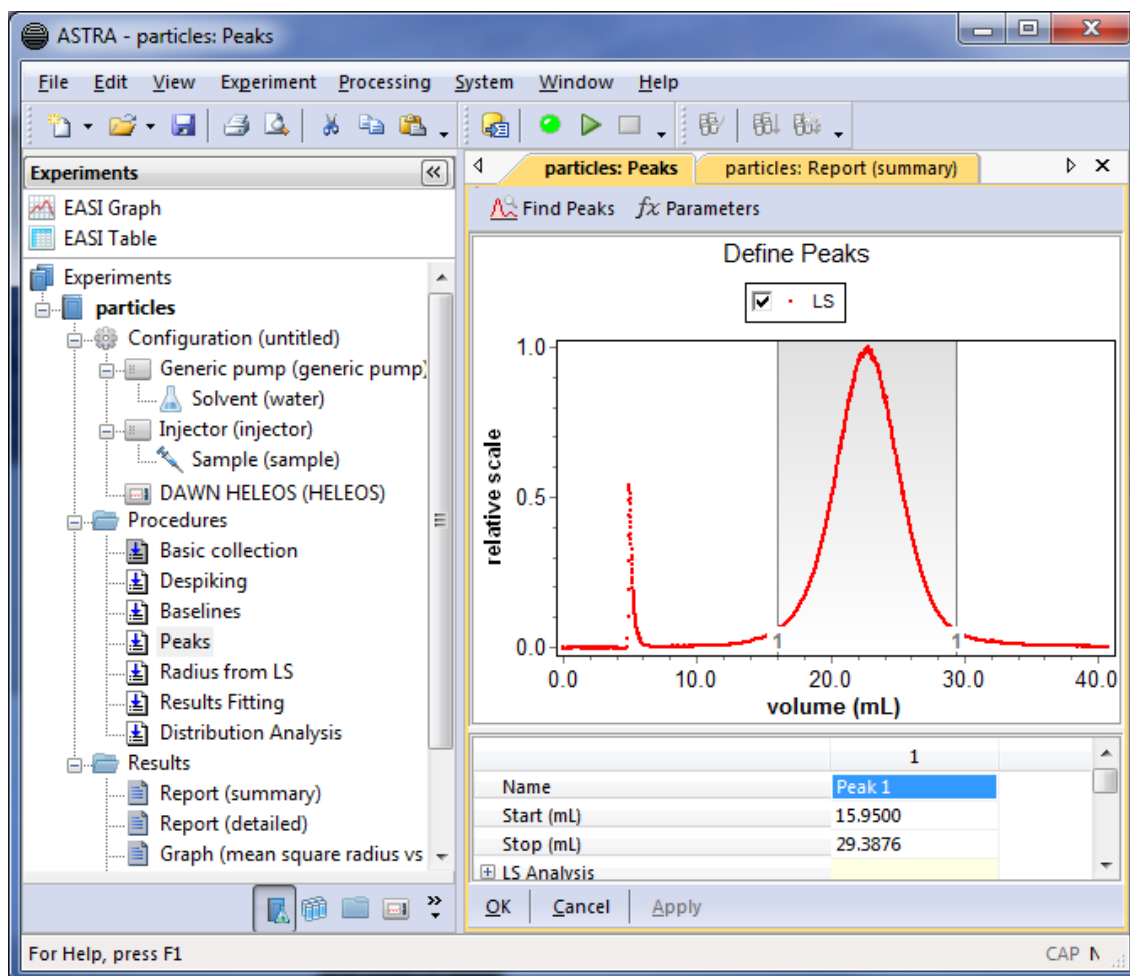 ASTRA - particles: Peaks
File Edit View Experiment Processing System Window Help
Experiments
EASI Graph
EASI Table
Experiments
particles
Configuration (untitled)
Generic pump (generic pump)
Solvent (water)
Injector (injector)
Sample (sample)
DAWN HELEOS (HELEOS)
Procedures
Basic collection
Despiking
Baselines
Peaks
Radius from LS
Results Fitting
Distribution Analysis
Results
Report (summary)
Report (detailed)
Graph (mean square radius vs
particles: Peaks particles: Report (summary)
Find Peaks fx Parameters
Define Peaks
LS
1.0
0.5
0.0
relative scale
1 1
0.0 10.0 20.0 30.0 40.0
volume (mL)
1
Name Peak 1
Start (mL) 15.9500
Stop (mL) 29.3876
LS Analysis
OK Cancel Apply
For Help, press F1 CAP N